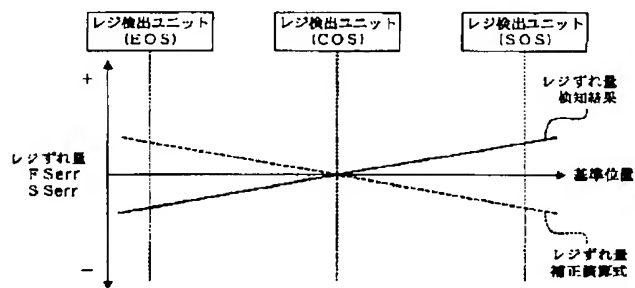 レジ検出ユニット
(EOS)
レジ検出ユニット
(COS)
レジ検出ユニット
(SOS)
+
レジずれ量
検知結果
レジずれ量
FSerr
SSerr
基準位置
レジずれ量
補正演算式
−